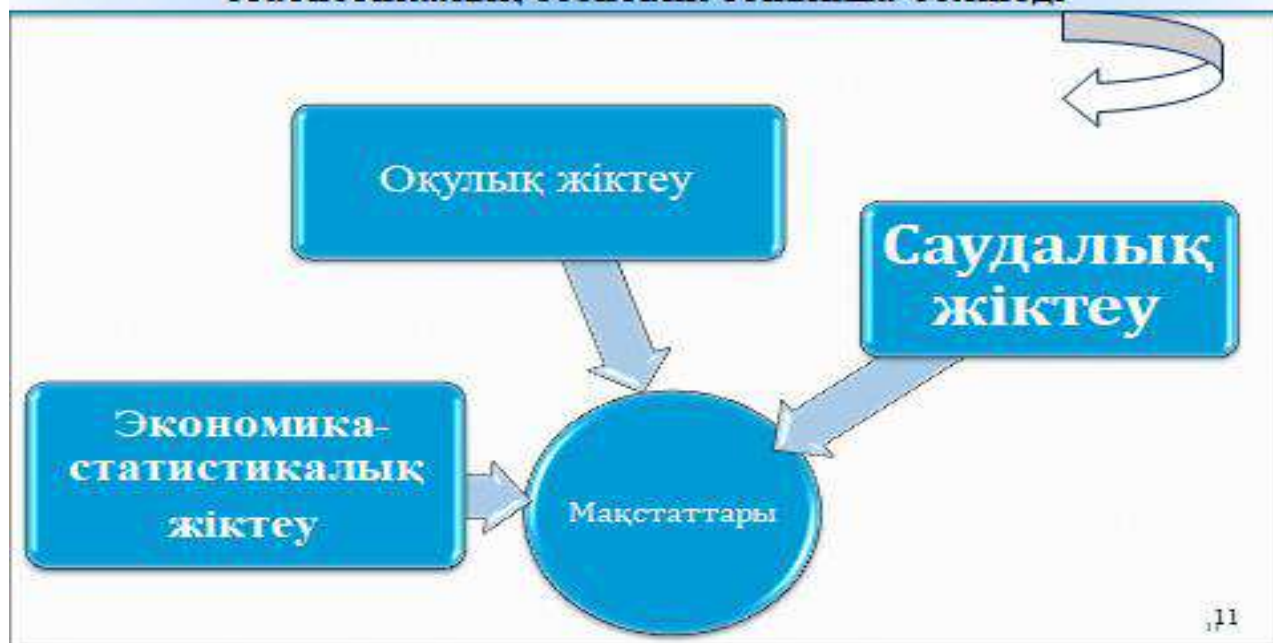 Оқулық жіктеу
Саудалық
жіктеу
Экономика-
статистикалық
жіктеу
Мақстаттары
11